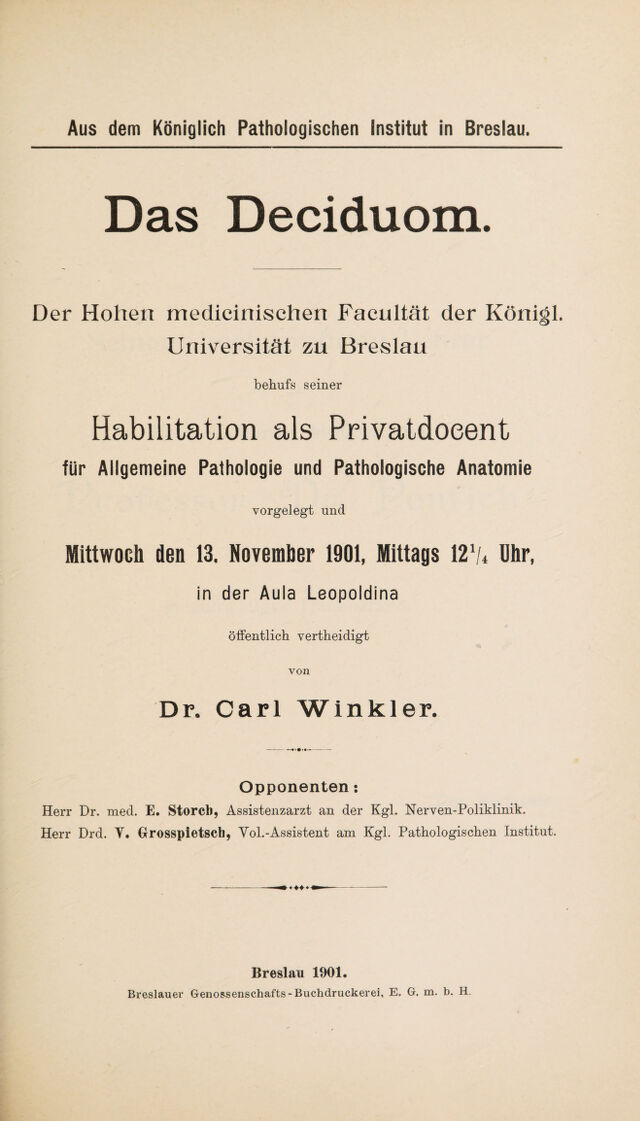 Aus dem Königlich Pathologischen Institut in Breslau.
Das Deciduom.
Der Hohen medicinischen Facultät der Königl.
Universität zu Breslau
behufs seiner
Habilitation als Privatdocent
für Allgemeine Pathologie und Pathologische Anatomie
vorgelegt und
Mittwoch den 13. November 1901, Mittags 12¹/₄ Uhr,
in der Aula Leopoldina
öffentlich vertheidigt
von
Dr. Carl Winkler.
Opponenten:
Herr Dr. med. E. Storch, Assistenzarzt an der Kgl. Nerven-Poliklinik.
Herr Drd. V. Grosspietsch, Vol.-Assistent am Kgl. Pathologischen Institut.
Breslau 1901.
Breslauer Genossenschafts-Buchdruckerei, E. G. m. b. H.